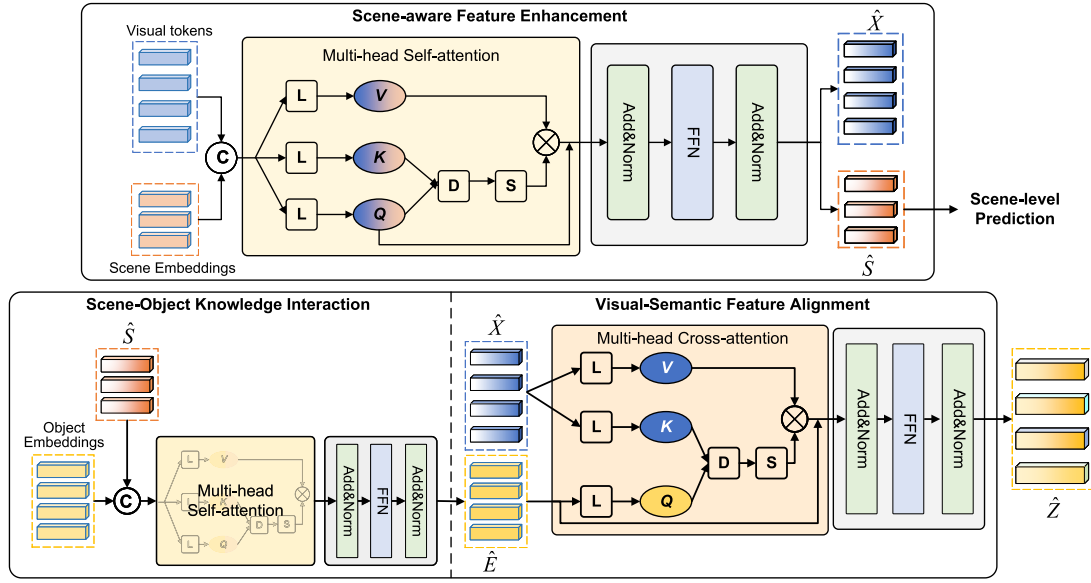 Scene-aware Feature Enhancement
Visual tokens
Multi-head Self-attention
X̂
L
V
Add&Norm
FFN
Add&Norm
C
L
K
D
S
L
Q
Scene-level
Prediction
Scene Embeddings
Ŝ
Scene-Object Knowledge Interaction
Ŝ
Object
Embeddings
C
L
V
Multi-head
Self-attention
L
K
D
S
L
Q
Add&Norm
FFN
Add&Norm
Visual-Semantic Feature Alignment
X̂
Multi-head Cross-attention
L
V
L
K
D
S
L
Q
Ê
Add&Norm
FFN
Add&Norm
Ẑ